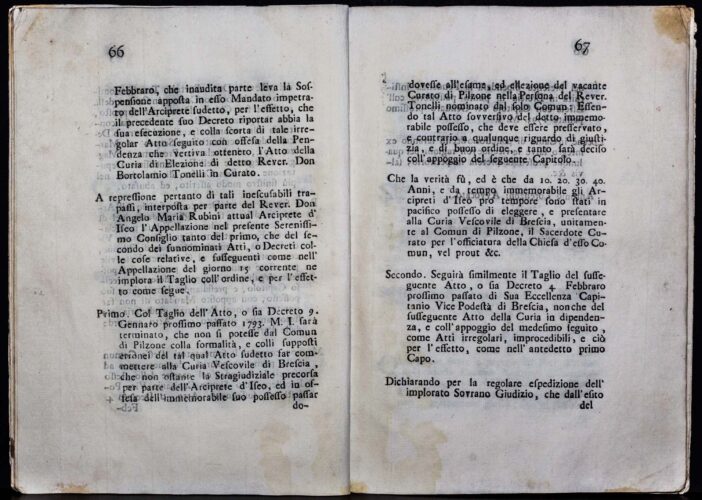 66
Febbraro, che inaudita parte leva la Sos-
pensione apposta in esso Mandato impetra-
to dell'Arciprete sudetto, per l'effetto, che
il precedente suo Decreto riportar abbia la
sua esecuzione, e colla scorta di tale irre-
golar Atto seguito con offesa della Pen-
denza che vertiva ottenero l'Atto della
Curia di Elezione di detto Rever. Don
Bortolamio Tonelli in Curato.
A repressione pertanto di tali inescusabili tra-
passi, interposta per parte del Rever. Don
Angelo Maria Rubini attual Arciprete d'
Iseo l'Appellazione nel presente Serenissi-
mo Consiglio tanto del primo, che del se-
condo dei sunnominati Atti, o Decreti col-
le cose relative, e susseguenti come nell'
Appellazione del giorno 15 corrente ne
implora il Taglio coll'ordine, e per l'effet-
to come segue.
Primo. Col Taglio dell'Atto, o sia Decreto 9.
Gennaro prossimo passato 1793. M. I. sarà
terminato, che non si potesse dal Comun
di Pilzone colla formalità, e colli supposti
erronei del tal qual Atto sudetto far com-
mettere alla Curia Vescovile di Brescia,
che non ostante la Stragiudiziale precorsa
per parte dell'Arciprete d'Iseo, ed in of-
fesa dell'immemorabile suo possesso passar
do-
67
dovesse all'esame, ed ellezione del vacante
Curato di Pilzone nella Persona del Rever.
Tonelli nominato dal solo Comun: Essen-
do tal Atto sovversivo del detto immemo-
rabile possesso, che deve essere preservato,
e contrario a qualunque riguardo di giusti-
zia, e di buon ordine, e tanto sarà deciso
coll'appoggio del seguente Capitolo.
Che la verità fù, ed è che da 10. 20. 30. 40.
Anni, e da tempo immemorabile gli Ar-
cipreti d'Iseo pro tempore sono stati in
pacifico possesso di eleggere, e presentare
alla Curia Vescovile di Brescia, unitamen-
te al Comun di Pilzone, il Sacerdote Cu-
rato per l'officiatura della Chiesa d'esso Co-
mun, vel prout &c.
Secondo. Seguirà similmente il Taglio del susse-
guente Atto, o sia Decreto 4. Febbraro
prossimo passato di Sua Eccellenza Capi-
tanio Vice Podestà di Brescia, nonchè del
susseguente Atto della Curia in dipenden-
za, e coll'appoggio del medesimo seguito,
come Atti irregolari, improcedibili, e ciò
per l'effetto, come nell'antedetto primo
Capo.
Dichiarando per la regolare espedizione dell'
implorato Sovrano Giudizio, che dall'esito
del